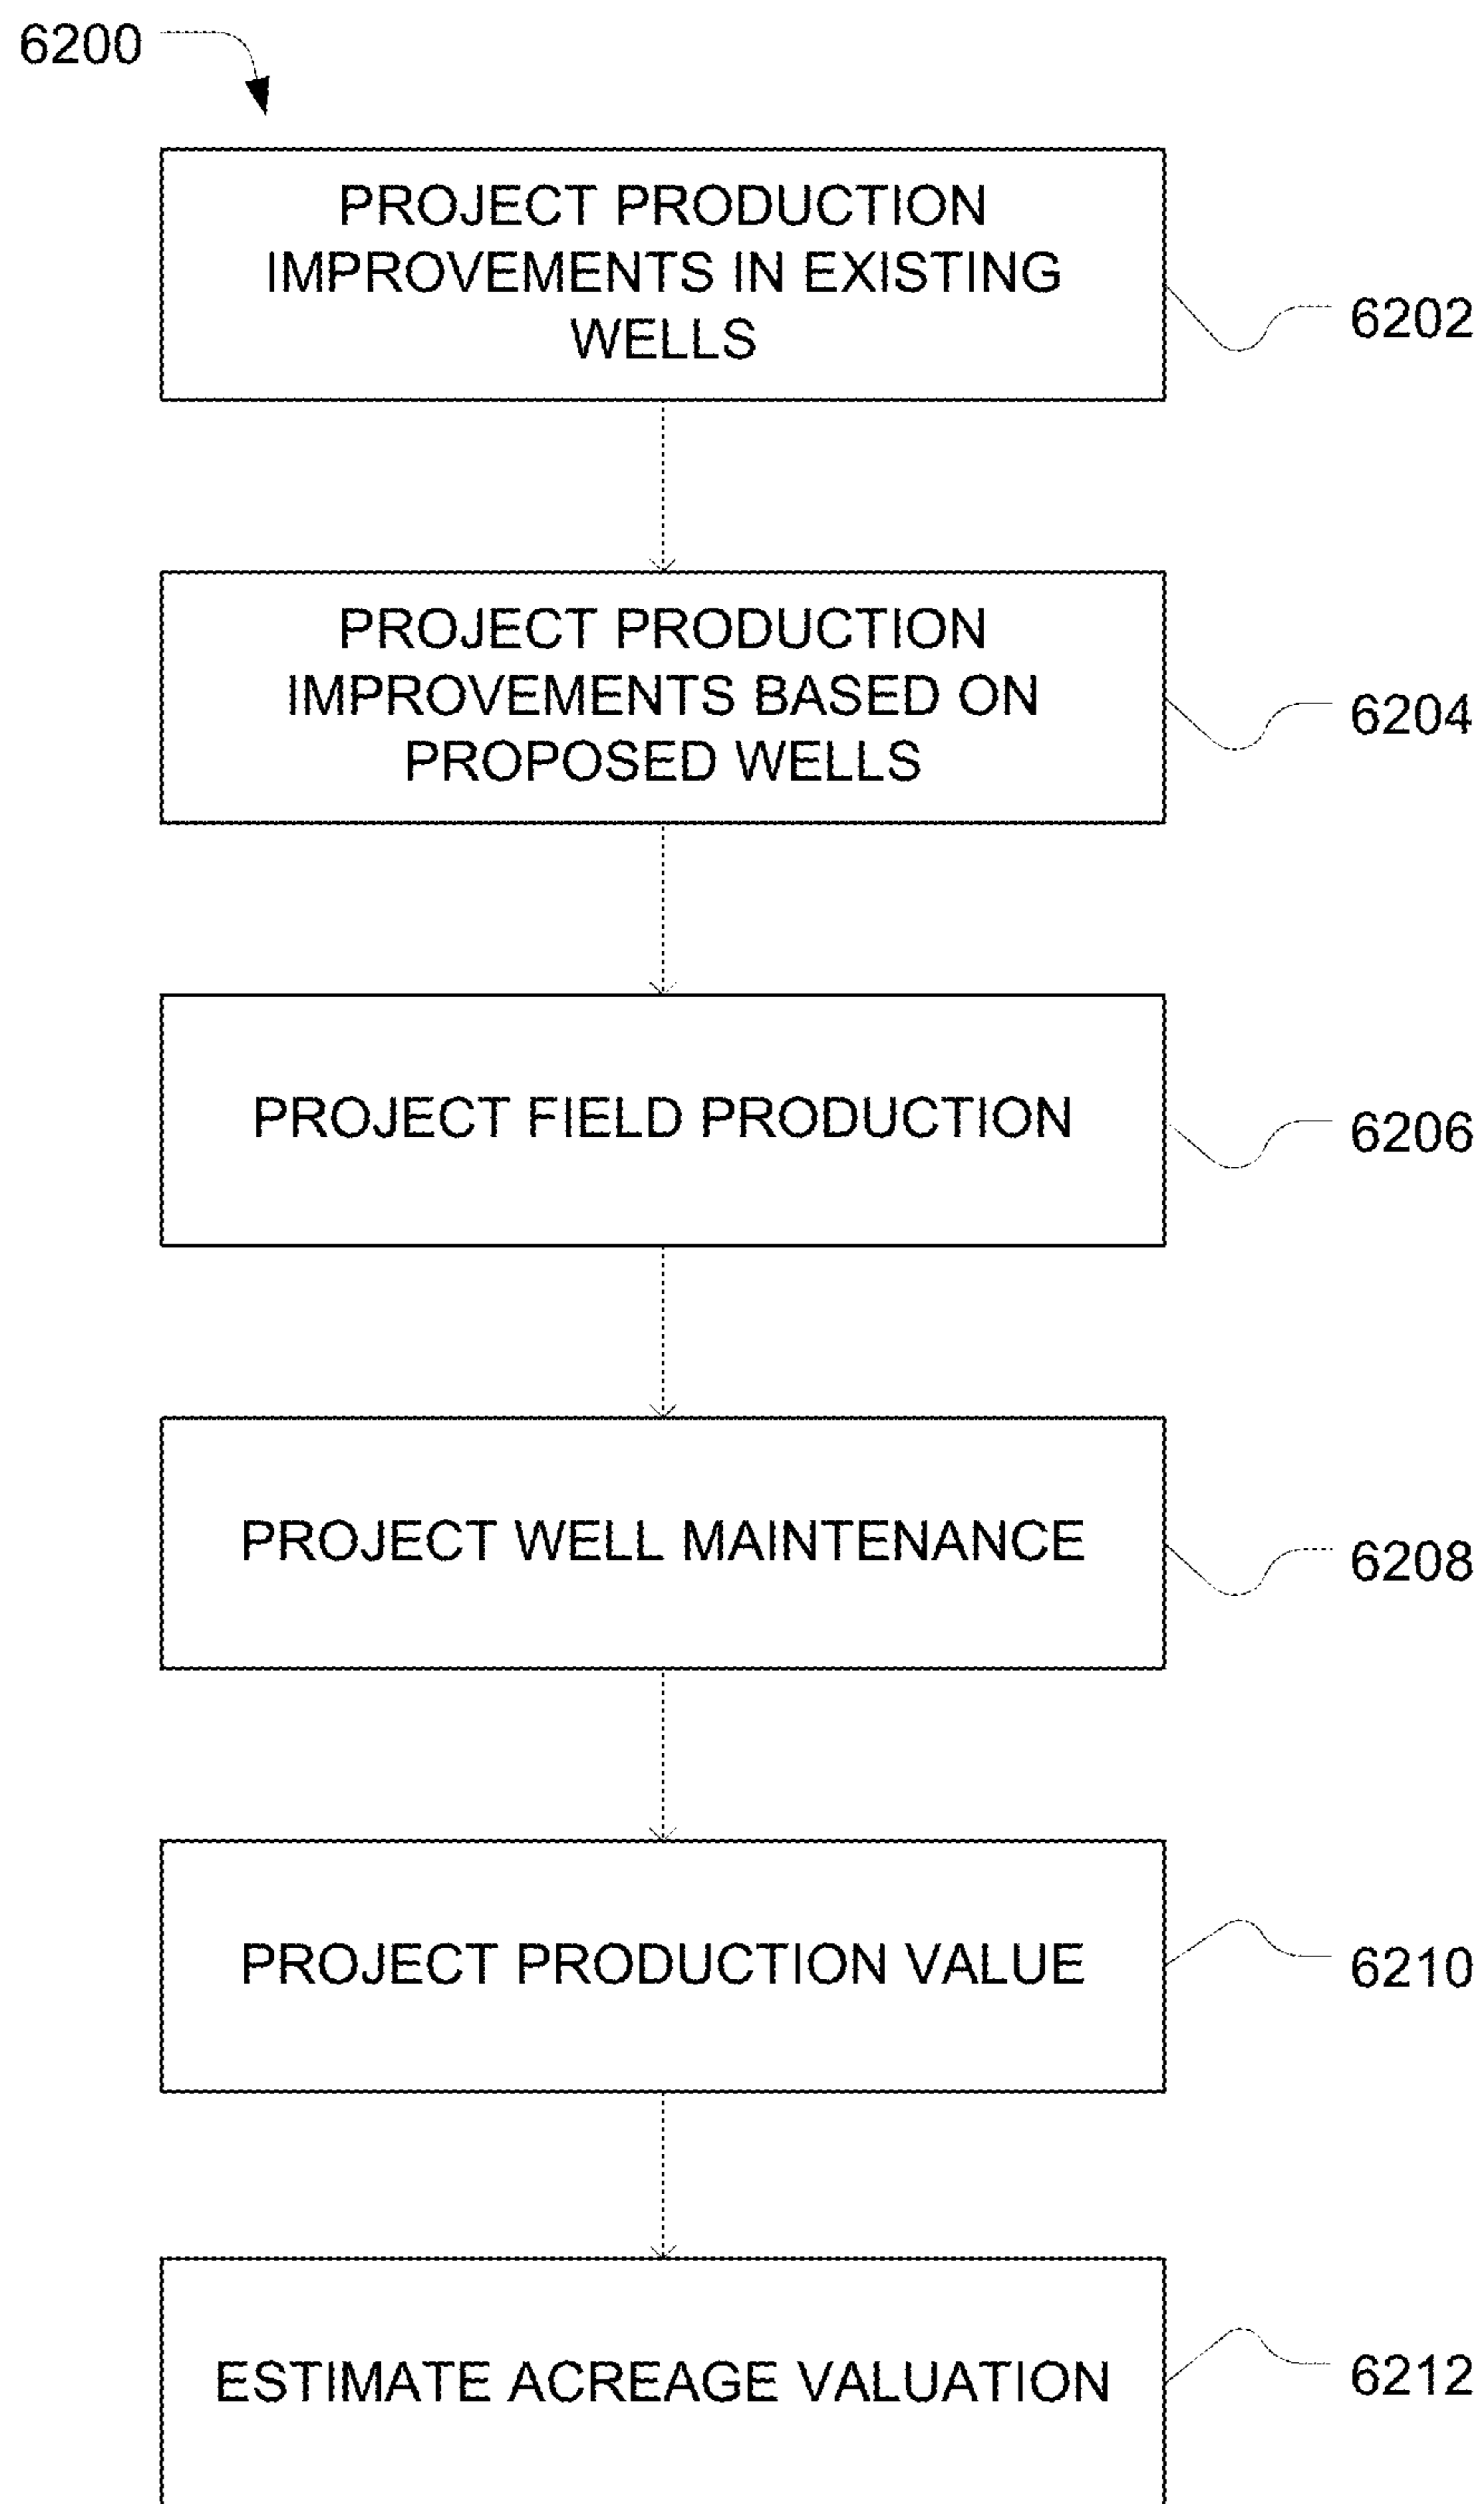 6200
PROJECT PRODUCTION
IMPROVEMENTS IN EXISTING
WELLS
6202
PROJECT PRODUCTION
IMPROVEMENTS BASED ON
PROPOSED WELLS
6204
PROJECT FIELD PRODUCTION
6206
PROJECT WELL MAINTENANCE
6208
PROJECT PRODUCTION VALUE
6210
ESTIMATE ACREAGE VALUATION
6212